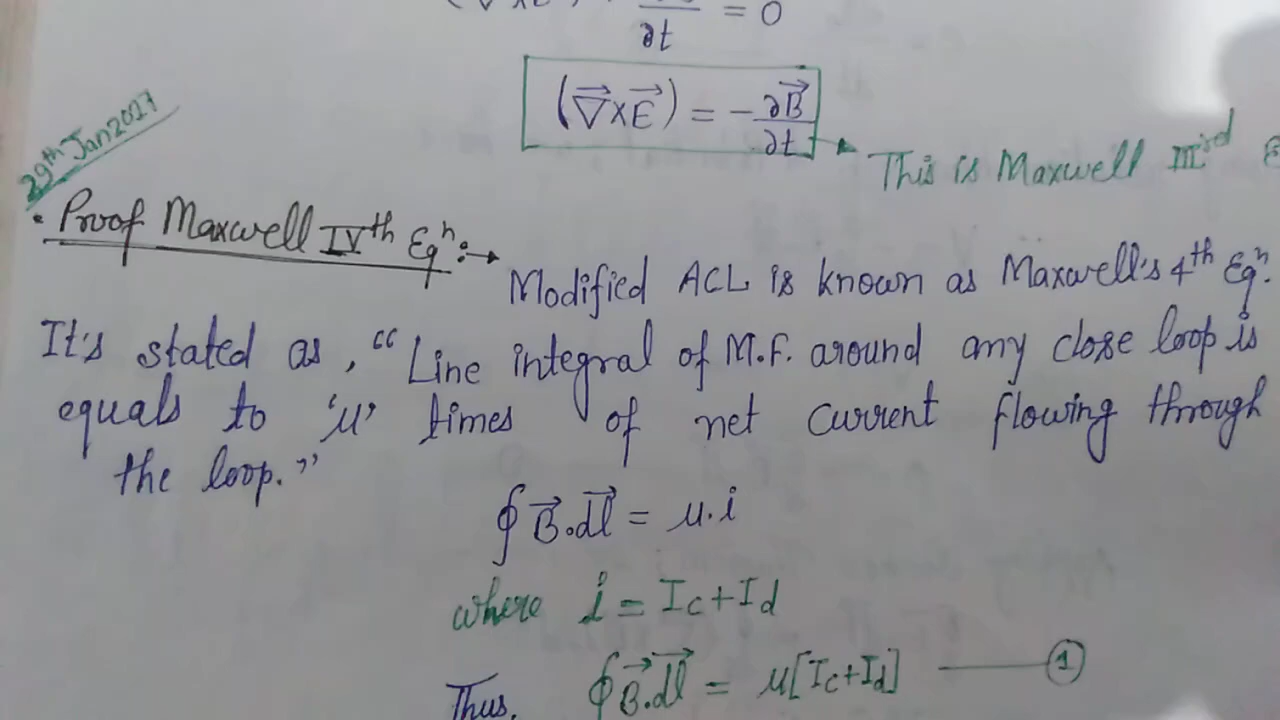 ∂t = 0
(∇⃗×E⃗) = -∂B⃗/∂t
This is Maxwell IIIrd
29th Jan 2027
• Proof Maxwell IVth Eqn:→ Modified ACL is known as Maxwell's 4th Eqn.
It's stated as, "Line integral of M.F. around any close loop is
equals to 'μ' times of net current flowing through
the loop."
∮B⃗.dl⃗ = μ.i
where i = Ic+Id
Thus, ∮B⃗.dl⃗ = μ[Ic+Id] —— 1